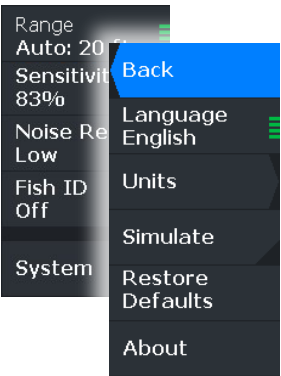 Range
Auto: 20
Sensitivit
83%
Noise Re
Low
Fish ID
Off
System
Back
Language
English
Units
Simulate
Restore
Defaults
About